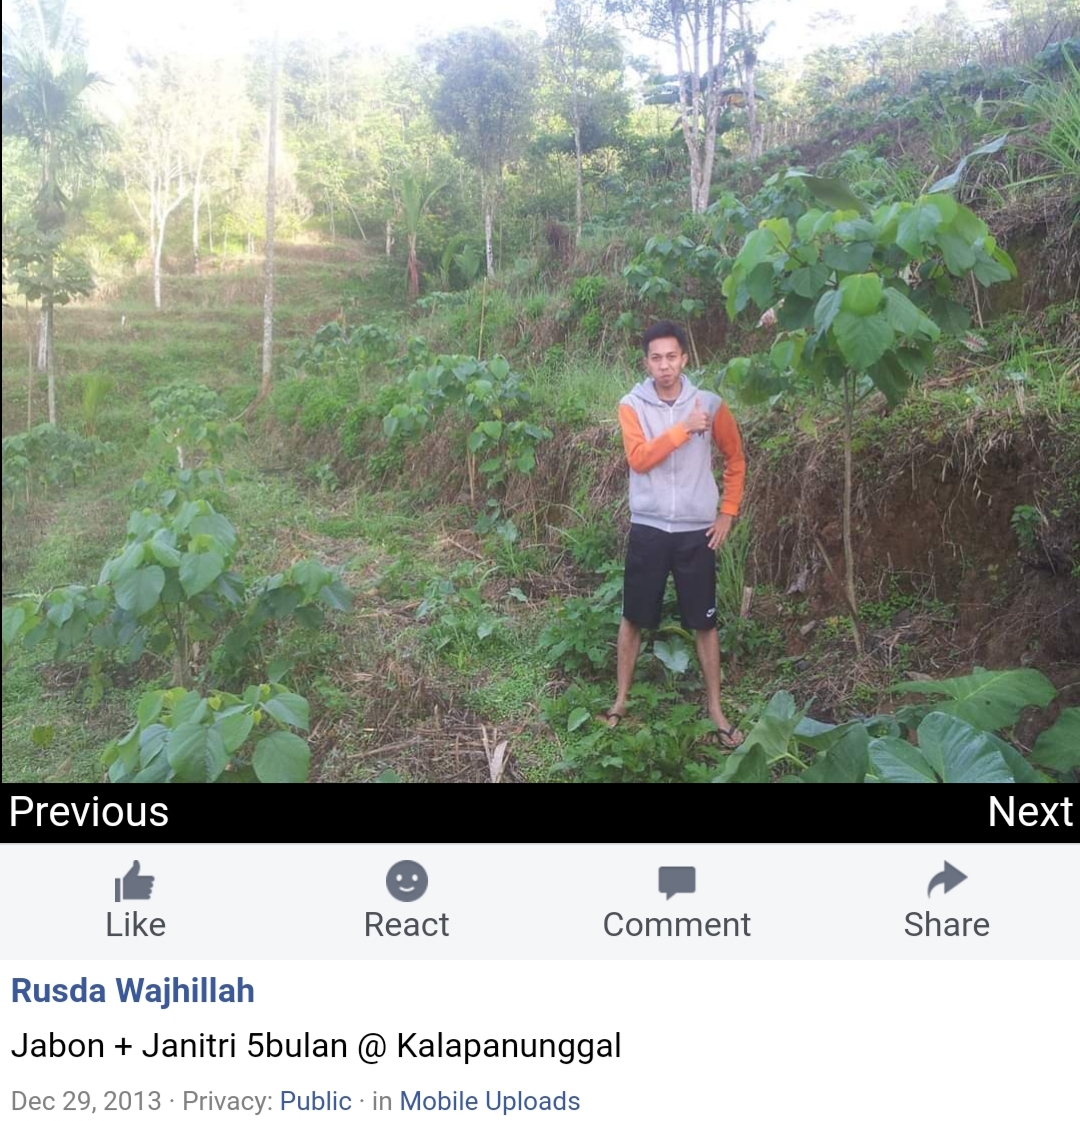 Previous Next
Like React Comment Share
Rusda Wajhillah
Jabon + Janitri 5bulan @ Kalapanunggal
Dec 29, 2013 · Privacy: Public · in Mobile Uploads